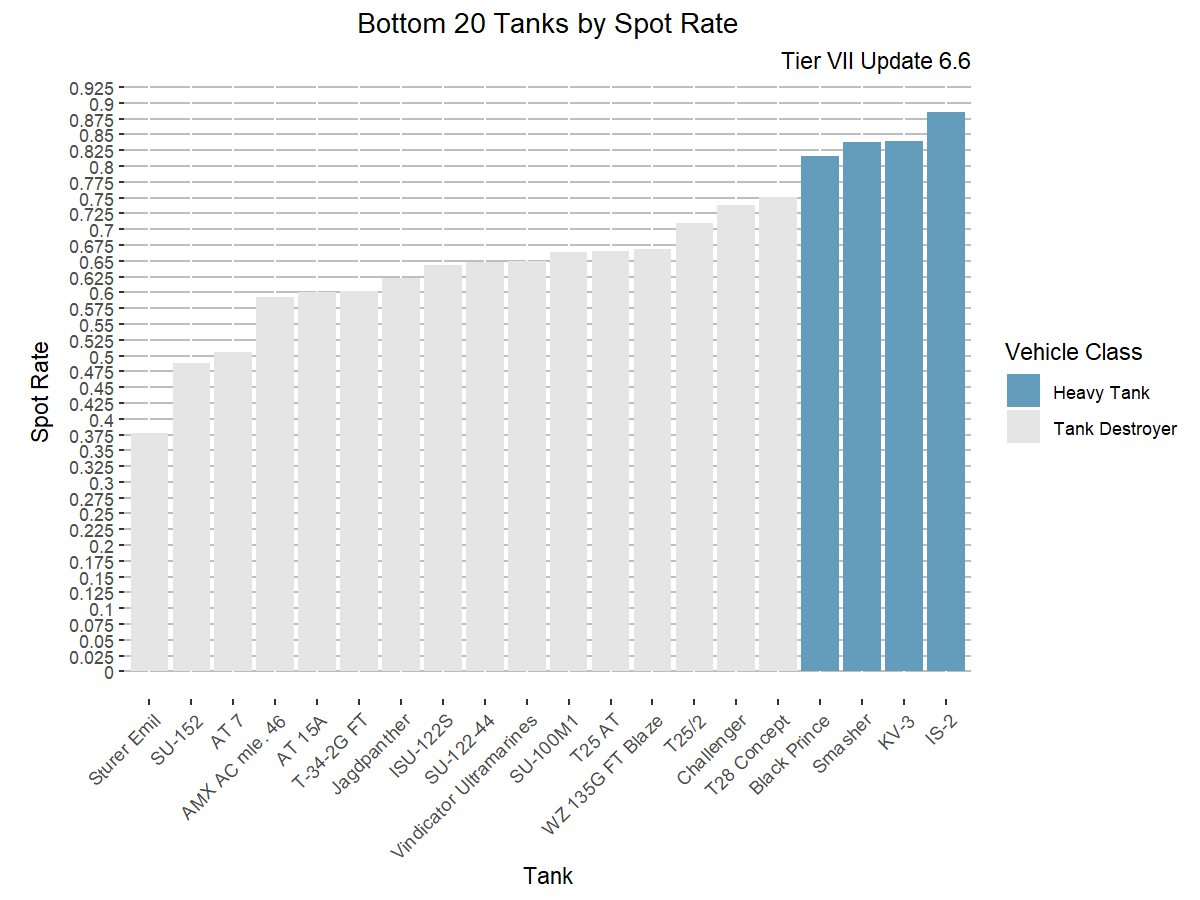 Bottom 20 Tanks by Spot Rate
Tier VII Update 6.6
0.925
0.9
0.875
0.85
0.825
0.8
0.775
0.75
0.725
0.7
0.675
0.65
0.625
0.6
0.575
0.55
0.525
0.5
0.475
0.45
0.425
0.4
0.375
0.35
0.325
0.3
0.275
0.25
0.225
0.2
0.175
0.15
0.125
0.1
0.075
0.05
0.025
0
Spot Rate
Sturer Emil
SU-152
AT 7
AMX AC mle. 46
AT 15A
T-34-2G FT
Jagdpanther
ISU-122S
SU-122-44
Vindicator Ultramarines
SU-100M1
T25 AT
WZ 135G FT Blaze
T25/2
Challenger
T28 Concept
Black Prince
Smasher
KV-3
IS-2
Tank
Vehicle Class
Heavy Tank
Tank Destroyer